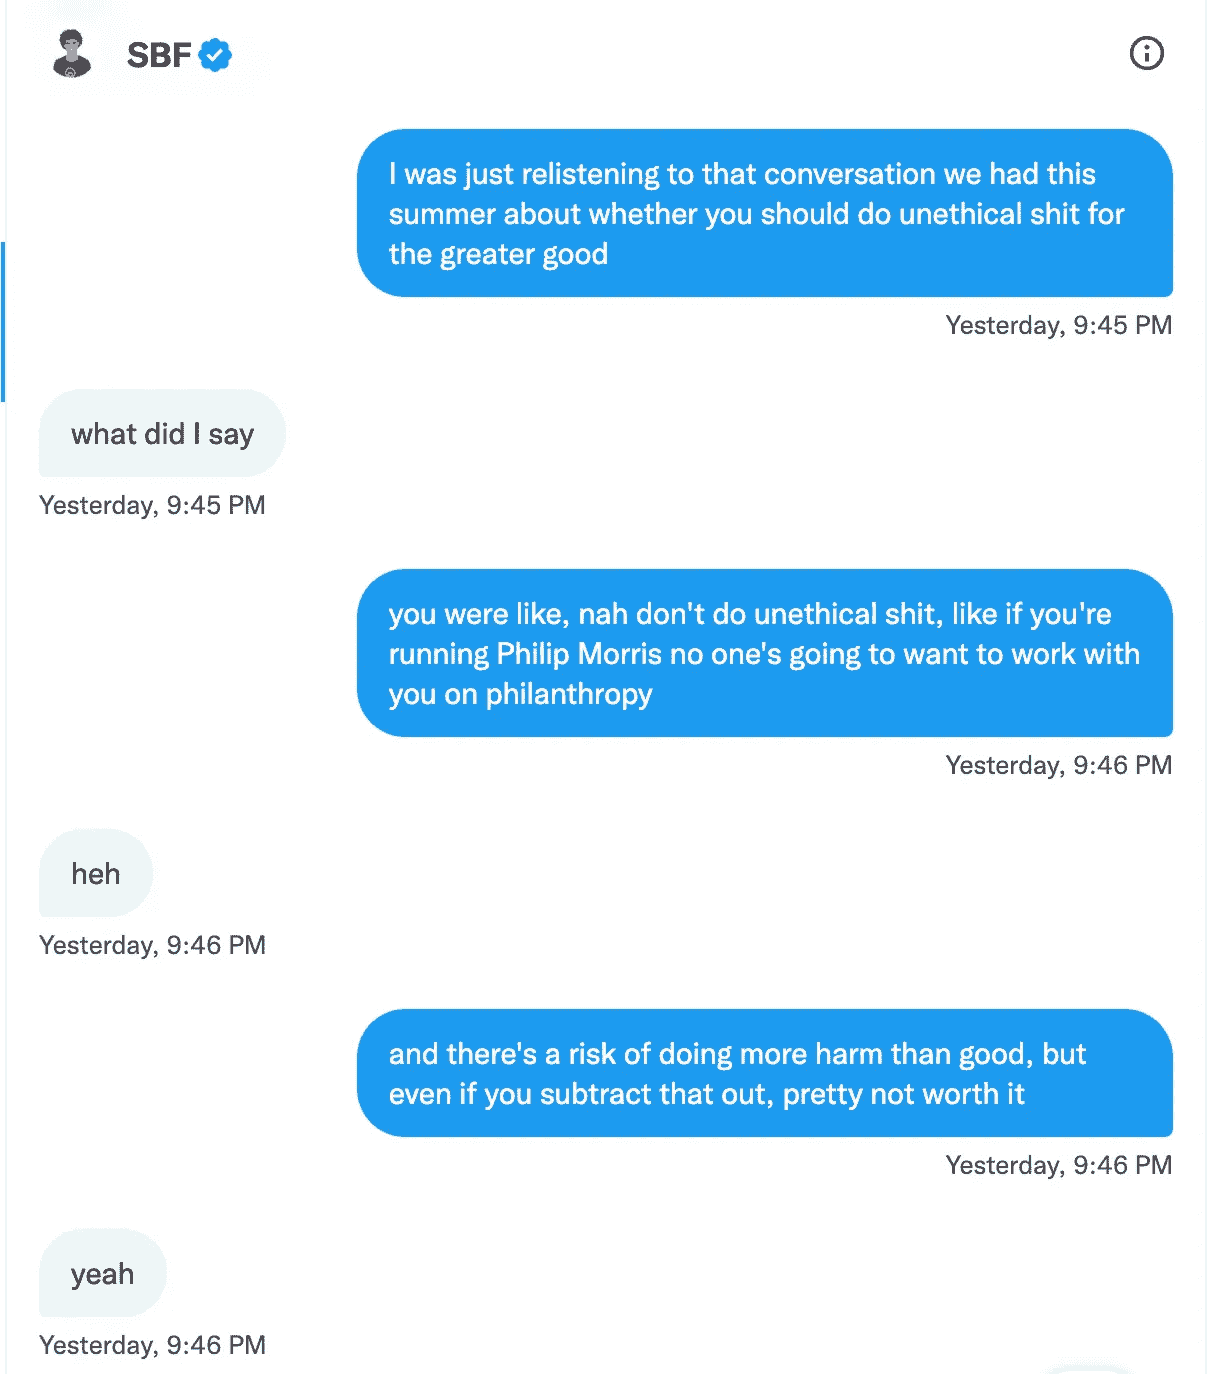 SBF
I was just relistening to that conversation we had this
summer about whether you should do unethical shit for
the greater good
Yesterday, 9:45 PM
what did I say
Yesterday, 9:45 PM
you were like, nah don't do unethical shit, like if you're
running Philip Morris no one's going to want to work with
you on philanthropy
Yesterday, 9:46 PM
heh
Yesterday, 9:46 PM
and there's a risk of doing more harm than good, but
even if you subtract that out, pretty not worth it
Yesterday, 9:46 PM
yeah
Yesterday, 9:46 PM